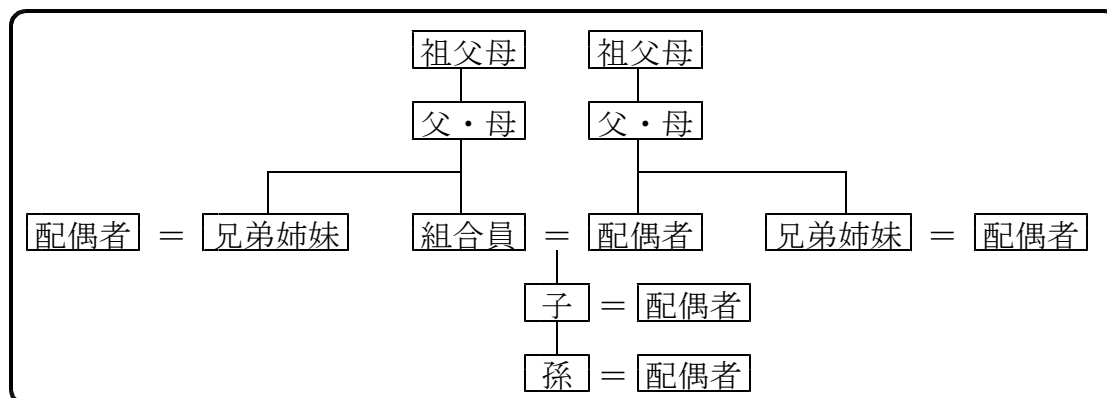 祖父母 祖父母
父・母 父・母
配偶者 = 兄弟姉妹 組合員 = 配偶者 兄弟姉妹 = 配偶者
子 = 配偶者
孫 = 配偶者